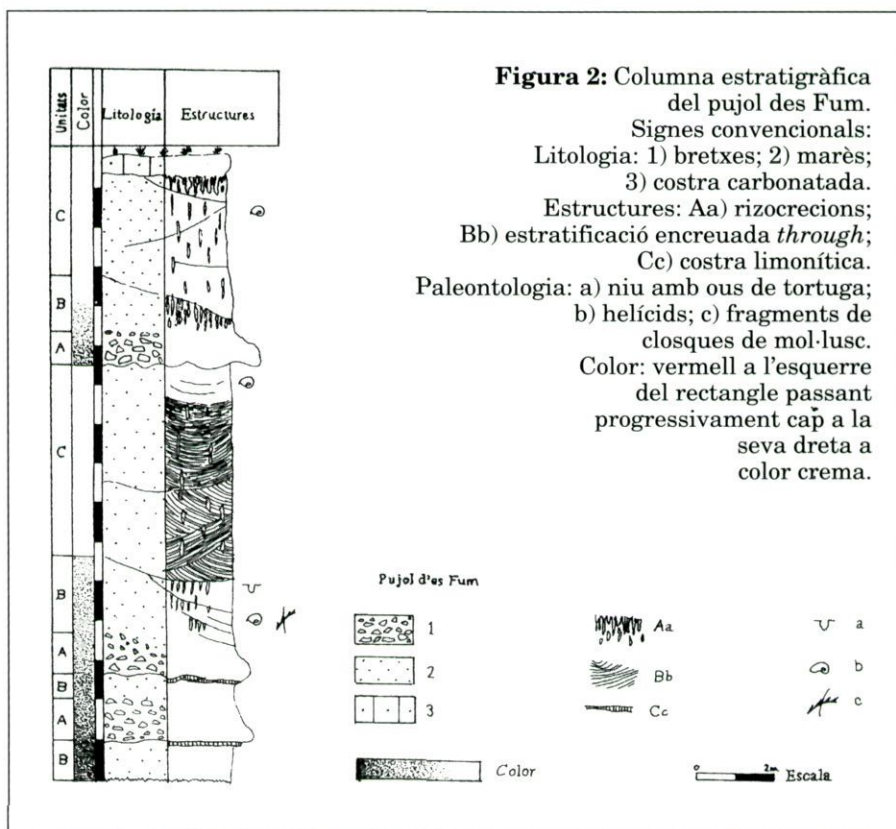 Figura 2: Columna estratigràfica
del pujol des Fum.
Signes convencionals:
Litologia: 1) bretxes; 2) marès;
3) costra carbonatada.
Estructures: Aa) rizocrecions;
Bb) estratificació encreuada through;
Cc) costra limonítica.
Paleontologia: a) niu amb ous de tortuga;
b) helícids; c) fragments de
closques de mol·lusc.
Color: vermell a l'esquerre
del rectangle passant
progressivament cap a la
seva dreta a
color crema.
Unitats
Color
Litología
Estructures
C
B
A
C
B
A
B
A
B
Pujol d'es Fum
1
2
3
Color
Aa
Bb
Cc
a
b
c
0 2m
Escala